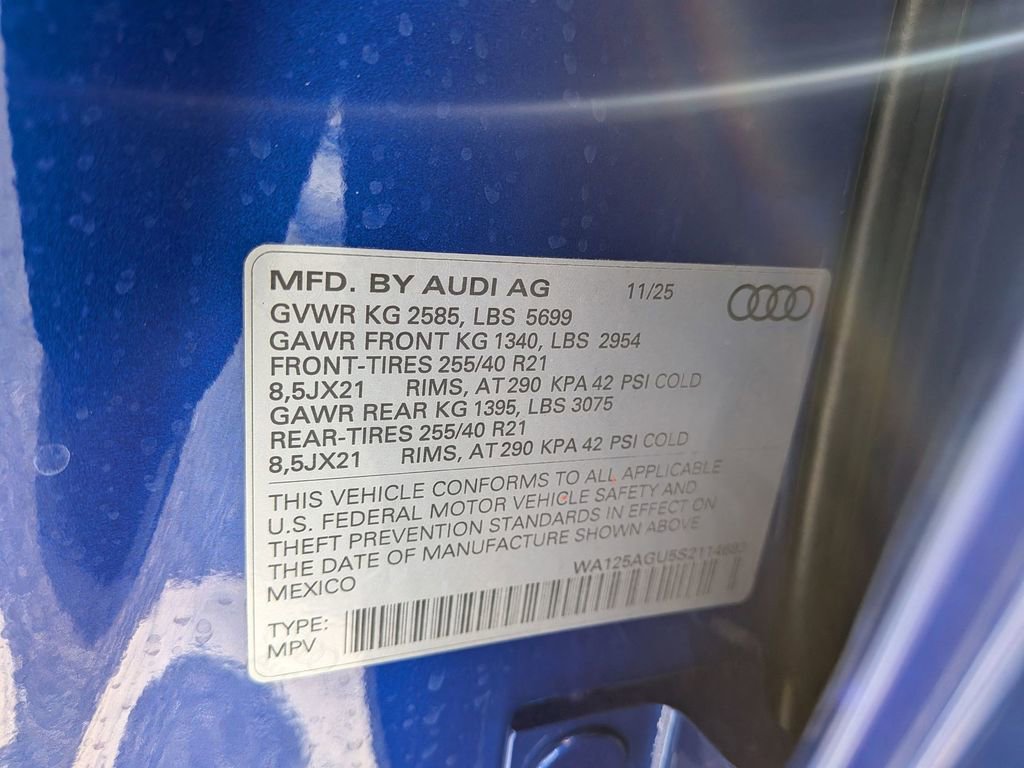 MFD. BY AUDI AG 11/25
GVWR KG 2585, LBS 5699
GAWR FRONT KG 1340, LBS 2954
FRONT-TIRES 255/40 R21
8,5JX21 RIMS, AT 290 KPA 42 PSI COLD
GAWR REAR KG 1395, LBS 3075
REAR-TIRES 255/40 R21
8,5JX21 RIMS, AT 290 KPA 42 PSI COLD
THIS VEHICLE CONFORMS TO ALL APPLICABLE
U.S. FEDERAL MOTOR VEHICLE SAFETY AND
THEFT PREVENTION STANDARDS IN EFFECT ON
THE DATE OF MANUFACTURE SHOWN ABOVE
MEXICO
TYPE:
MPV